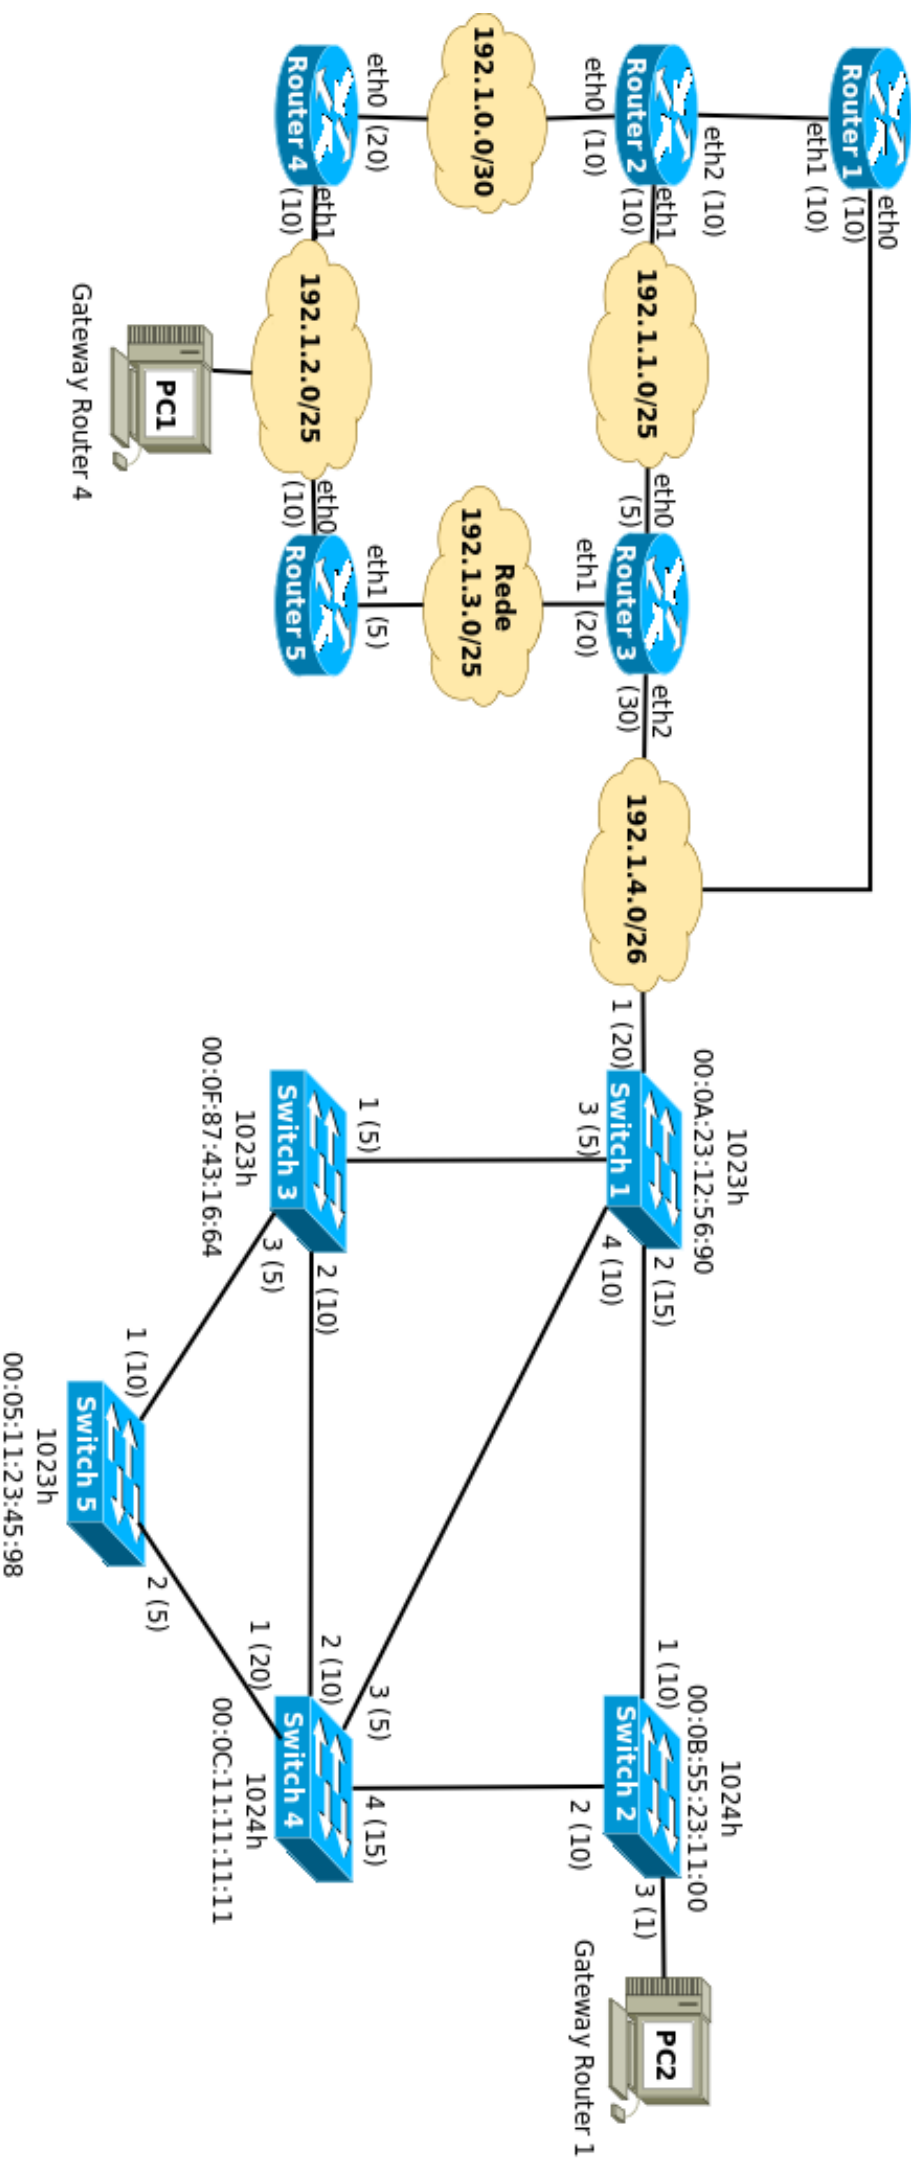 Router 1
eth0
(10)
eth1 (10)
eth2 (10)
Router 2
eth1
(10)
eth0 (10)
192.1.1.0/25
eth0
(5)
Router 3
eth1 (20)
eth2
(30)
192.1.4.0/26
192.1.0.0/30
Rede
192.1.3.0/25
eth0 (20)
Router 4
eth1
(10)
192.1.2.0/25
eth0
(10)
Router 5
eth1 (5)
PC1
Gateway Router 4
1023h
00:0A:23:12:56:90
1 (20)
Switch 1
2 (15)
3 (5)
4 (10)
1024h
00:0B:55:23:11:00
1 (10)
Switch 2
3 (1)
2 (10)
PC2
Gateway Router 1
1 (5)
Switch 3
2 (10)
3 (5)
1023h
00:0F:87:43:16:64
3 (5)
4 (15)
2 (10)
Switch 4
1 (20)
1024h
00:0C:11:11:11:11
1 (10)
Switch 5
2 (5)
1023h
00:05:11:23:45:98